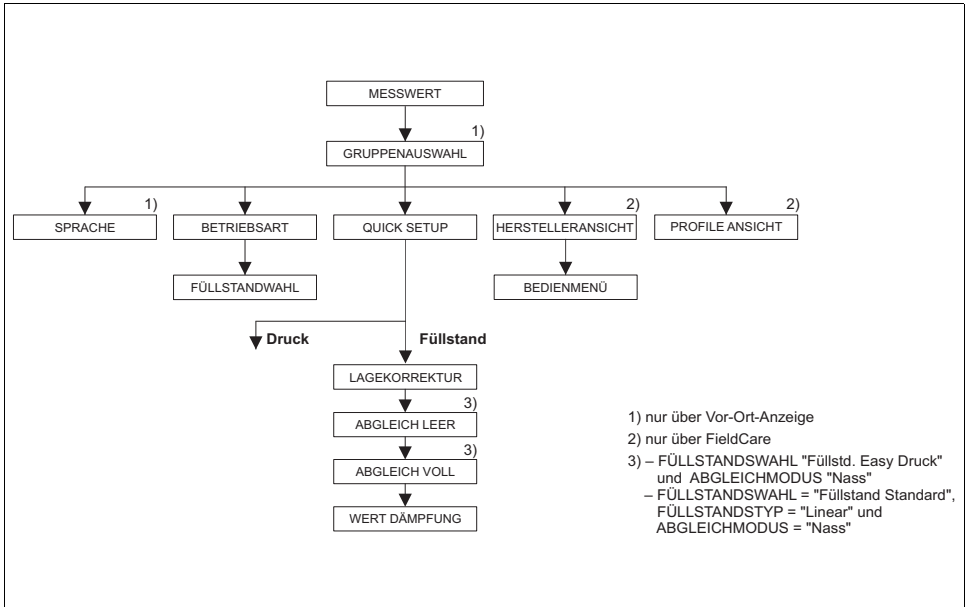 MESSWERT
1)
GRUPPENAUSWAHL
1)
2)
2)
SPRACHE
BETRIEBSART
QUICK SETUP
HERSTELLERANSICHT
PROFILE ANSICHT
FÜLLSTANDWAHL
BEDIENMENÜ
Druck
Füllstand
LAGEKORREKTUR
3)
ABGLEICH LEER
3)
ABGLEICH VOLL
WERT DÄMPFUNG
1) nur über Vor-Ort-Anzeige
2) nur über FieldCare
3) – FÜLLSTANDSWAHL "Füllstd. Easy Druck"
und ABGLEICHMODUS "Nass"
– FÜLLSTANDSWAHL = "Füllstand Standard",
FÜLLSTANDSTYP = "Linear" und
ABGLEICHMODUS = "Nass"